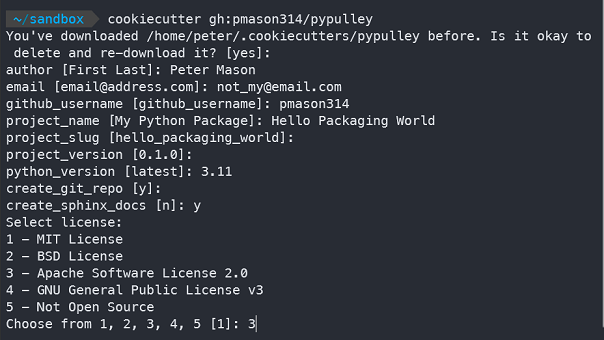 ~/sandbox cookiecutter gh:pmason314/pypulley
You've downloaded /home/peter/.cookiecutters/pypulley before. Is it okay to
delete and re-download it? [yes]:
author [First Last]: Peter Mason
email [email@address.com]: not_my@email.com
github_username [github_username]: pmason314
project_name [My Python Package]: Hello Packaging World
project_slug [hello_packaging_world]:
project_version [0.1.0]:
python_version [latest]: 3.11
create_git_repo [y]:
create_sphinx_docs [n]: y
Select license:
1 - MIT License
2 - BSD License
3 - Apache Software License 2.0
4 - GNU General Public License v3
5 - Not Open Source
Choose from 1, 2, 3, 4, 5 [1]: 3